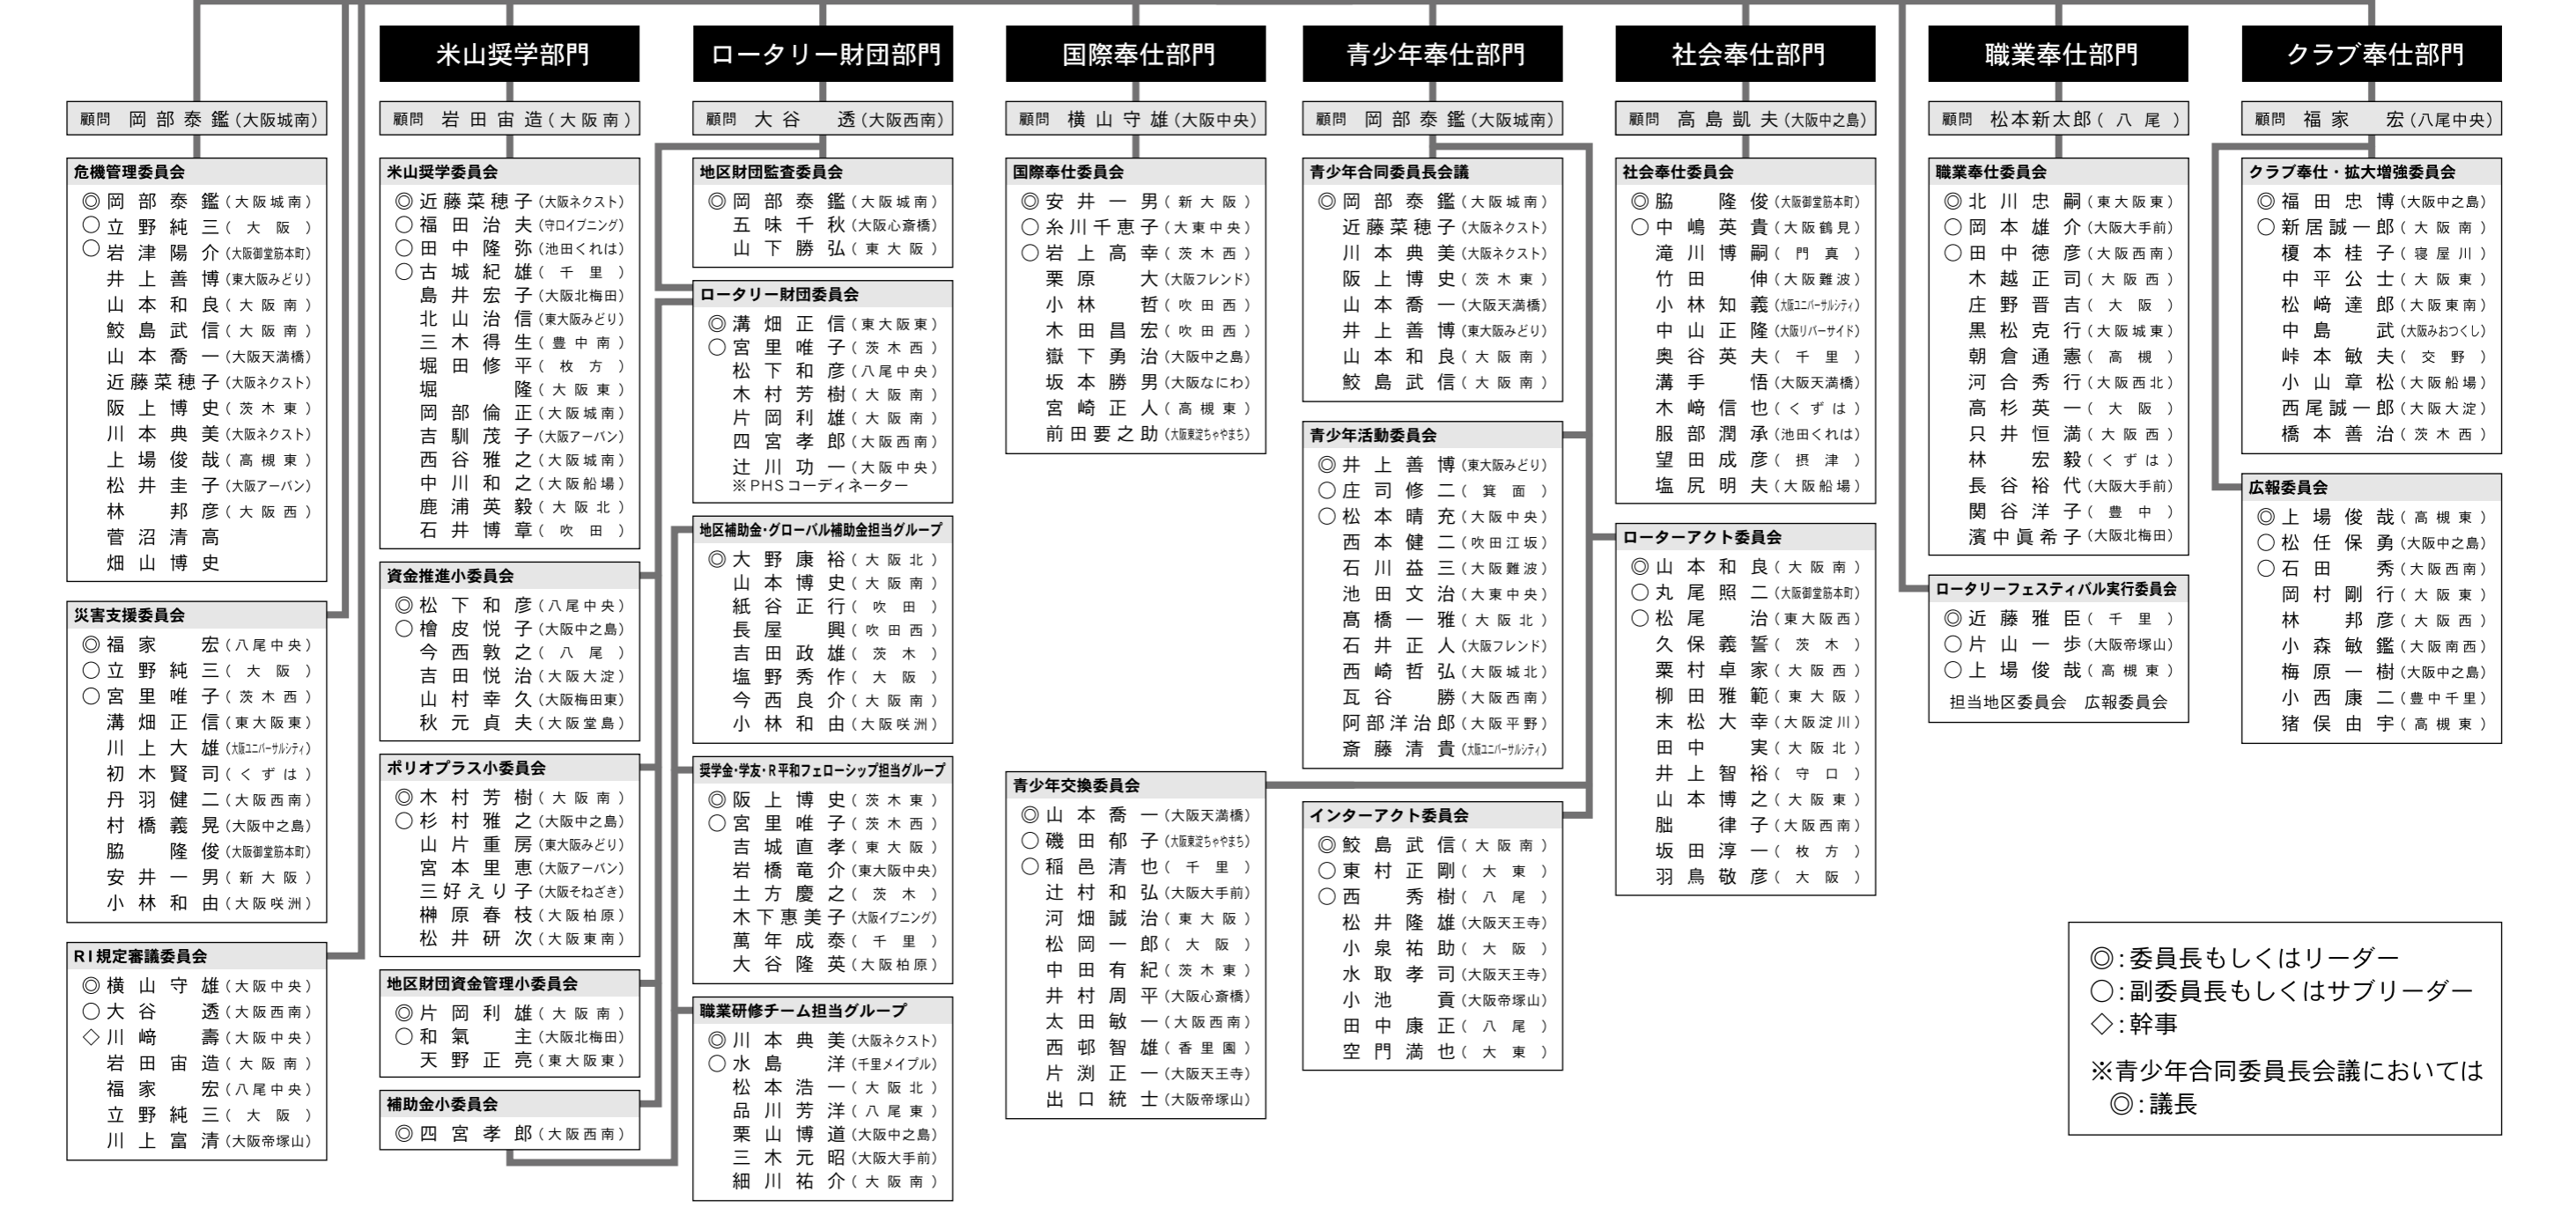 顧問 岡部泰鑑(大阪城南)
危機管理委員会
◎岡部泰鑑(大阪城南)
○立野純三(大阪)
○岩津陽介(大阪御堂筋本町)
井上善博(東大阪みどり)
山本和良(大阪南)
鮫島武信(大阪南)
山本喬一(大阪天満橋)
近藤菜穂子(大阪ネクスト)
阪上博史(茨木東)
川本典美(大阪ネクスト)
上場俊哉(高槻東)
松井圭子(大阪アーバン)
林邦彦(大阪西)
菅沼清高
畑山博史
災害支援委員会
◎福家宏(八尾中央)
○立野純三(大阪)
○宮里唯子(茨木西)
溝畑正信(東大阪東)
川上大雄(大阪ユニバーサルシティ)
初木賢司(くずは)
丹羽健二(大阪西南)
村橋義晃(大阪中之島)
脇隆俊(大阪御堂筋本町)
安井一男(新大阪)
小林和由(大阪咲洲)
RI規定審議委員会
◎横山守雄(大阪中央)
○大谷透(大阪西南)
◇川﨑壽(大阪中央)
岩田宙造(大阪南)
福家宏(八尾中央)
立野純三(大阪)
川上富清(大阪帝塚山)
米山奨学部門
顧問 岩田宙造(大阪南)
米山奨学委員会
◎近藤菜穂子(大阪ネクスト)
○福田治夫(守口イブニング)
○田中隆弥(池田くれは)
○古城紀雄(千里)
島井宏子(大阪北梅田)
北山治信(東大阪みどり)
三木得生(豊中南)
堀田修平(枚方)
堀隆(大阪東)
岡部倫正(大阪城南)
吉馴茂子(大阪アーバン)
西谷雅之(大阪城南)
中川和之(大阪船場)
鹿浦英毅(大阪北)
石井博章(吹田)
資金推進小委員会
◎松下和彦(八尾中央)
○檜皮悦子(大阪中之島)
今西敦之(八尾)
吉田悦治(大阪大淀)
山村幸久(大阪梅田東)
秋元貞夫(大阪堂島)
ポリオプラス小委員会
◎木村芳樹(大阪南)
○杉村雅之(大阪中之島)
山片重房(東大阪みどり)
宮本里恵(大阪アーバン)
三好えり子(大阪そねざき)
榊原春枝(大阪柏原)
松井研次(大阪東南)
地区財団資金管理小委員会
◎片岡利雄(大阪南)
○和氣主(大阪北梅田)
天野正亮(東大阪東)
補助金小委員会
◎四宮孝郎(大阪西南)
ロータリー財団部門
顧問 大谷透(大阪西南)
地区財団監査委員会
◎岡部泰鑑(大阪城南)
五味千秋(大阪心斎橋)
山下勝弘(東大阪)
ロータリー財団委員会
◎溝畑正信(東大阪東)
○宮里唯子(茨木西)
松下和彦(八尾中央)
木村芳樹(大阪南)
片岡利雄(大阪南)
四宮孝郎(大阪西南)
辻川功一(大阪中央)
※PHSコーディネーター
地区補助金・グローバル補助金担当グループ
◎大野康裕(大阪北)
山本博史(大阪南)
紙谷正行(吹田)
長屋興(吹田西)
吉田政雄(茨木)
塩野秀作(大阪)
今西良介(大阪南)
小林和由(大阪咲洲)
奨学金・学友・R平和フェローシップ担当グループ
◎阪上博史(茨木東)
○宮里唯子(茨木西)
吉城直孝(東大阪)
岩橋竜介(東大阪中央)
土方慶之(茨木)
木下惠美子(大阪イブニング)
萬年成泰(千里)
大谷隆英(大阪柏原)
職業研修チーム担当グループ
◎川本典美(大阪ネクスト)
○水島洋(千里メイプル)
松本浩一(大阪北)
品川芳洋(八尾東)
栗山博道(大阪中之島)
三木元昭(大阪大手前)
細川祐介(大阪南)
国際奉仕部門
顧問 横山守雄(大阪中央)
国際奉仕委員会
◎安井一男(新大阪)
○糸川千恵子(大東中央)
○岩上高幸(茨木西)
栗原大(大阪フレンド)
小林哲(吹田西)
木田昌宏(吹田西)
嶽下勇治(大阪中之島)
坂本勝男(大阪なにわ)
宮崎正人(高槻東)
前田要之助(大阪東淀ちゃやまち)
青少年交換委員会
◎山本喬一(大阪天満橋)
○磯田郁子(大阪東淀ちゃやまち)
○稲邑清也(千里)
辻村和弘(大阪大手前)
河畑誠治(東大阪)
松岡一郎(大阪)
中田有紀(茨木東)
井村周平(大阪心斎橋)
太田敏一(大阪西南)
西邨智雄(香里園)
片渕正一(大阪天王寺)
出口統士(大阪帝塚山)
青少年奉仕部門
顧問 岡部泰鑑(大阪城南)
青少年合同委員長会議
◎岡部泰鑑(大阪城南)
近藤菜穂子(大阪ネクスト)
川本典美(大阪ネクスト)
阪上博史(茨木東)
山本喬一(大阪天満橋)
井上善博(東大阪みどり)
山本和良(大阪南)
鮫島武信(大阪南)
青少年活動委員会
◎井上善博(東大阪みどり)
○庄司修二(箕面)
○松本晴充(大阪中央)
西本健二(吹田江坂)
石川益三(大阪難波)
池田文治(大東中央)
髙橋一雅(大阪北)
石井正人(大阪フレンド)
西崎哲弘(大阪城北)
瓦谷勝(大阪西南)
阿部洋治郎(大阪平野)
斎藤清貴(大阪ユニバーサルシティ)
インターアクト委員会
◎鮫島武信(大阪南)
○東村正剛(大東)
○西秀樹(八尾)
松井隆雄(大阪天王寺)
小泉祐助(大阪)
水取孝司(大阪天王寺)
小池貢(大阪帝塚山)
田中康正(八尾)
空門満也(大東)
社会奉仕部門
顧問 高島凱夫(大阪中之島)
社会奉仕委員会
◎脇隆俊(大阪御堂筋本町)
○中嶋英貴(大阪鶴見)
滝川博嗣(門真)
竹田伸(大阪難波)
小林知義(大阪ユニバーサルシティ)
中山正隆(大阪リバーサイド)
奥谷英夫(千里)
溝手悟(大阪天満橋)
木﨑信也(くずは)
服部潤承(池田くれは)
望田成彦(摂津)
塩尻明夫(大阪船場)
ローターアクト委員会
◎山本和良(大阪南)
○丸尾照二(大阪御堂筋本町)
○松尾治(東大阪西)
久保義誓(茨木)
粟村卓家(大阪西)
柳田雅範(東大阪)
末松大幸(大阪淀川)
田中実(大阪北)
井上智裕(守口)
山本博之(大阪東)
朏律子(大阪西南)
坂田淳一(枚方)
羽鳥敬彦(大阪)
職業奉仕部門
顧問 松本新太郎(八尾)
職業奉仕委員会
◎北川忠嗣(東大阪東)
○岡本雄介(大阪大手前)
○田中徳彦(大阪西南)
木越正司(大阪西)
庄野晋吉(大阪)
黒松克行(大阪城東)
朝倉通憲(高槻)
河合秀行(大阪西北)
高杉英一(大阪)
只井恒満(大阪西)
林宏毅(くずは)
長谷裕代(大阪大手前)
関谷洋子(豊中)
濱中眞希子(大阪北梅田)
ロータリーフェスティバル実行委員会
◎近藤雅臣(千里)
○片山一歩(大阪帝塚山)
○上場俊哉(高槻東)
担当地区委員会 広報委員会
クラブ奉仕部門
顧問 福家宏(八尾中央)
クラブ奉仕・拡大増強委員会
◎福田忠博(大阪中之島)
○新居誠一郎(大阪南)
榎本桂子(寝屋川)
中平公士(大阪東)
松﨑達郎(大阪東南)
中島武(大阪みおつくし)
峠本敏夫(交野)
小山章松(大阪船場)
西尾誠一郎(大阪大淀)
橋本善治(茨木西)
広報委員会
◎上場俊哉(高槻東)
○松任保勇(大阪中之島)
○石田秀(大阪西南)
岡村剛行(大阪東)
林邦彦(大阪西)
小森敏鑑(大阪南西)
梅原一樹(大阪中之島)
小西康二(豊中千里)
猪俣由宇(高槻東)
◎:委員長もしくはリーダー
○:副委員長もしくはサブリーダー
◇:幹事
※青少年合同委員長会議においては
◎:議長